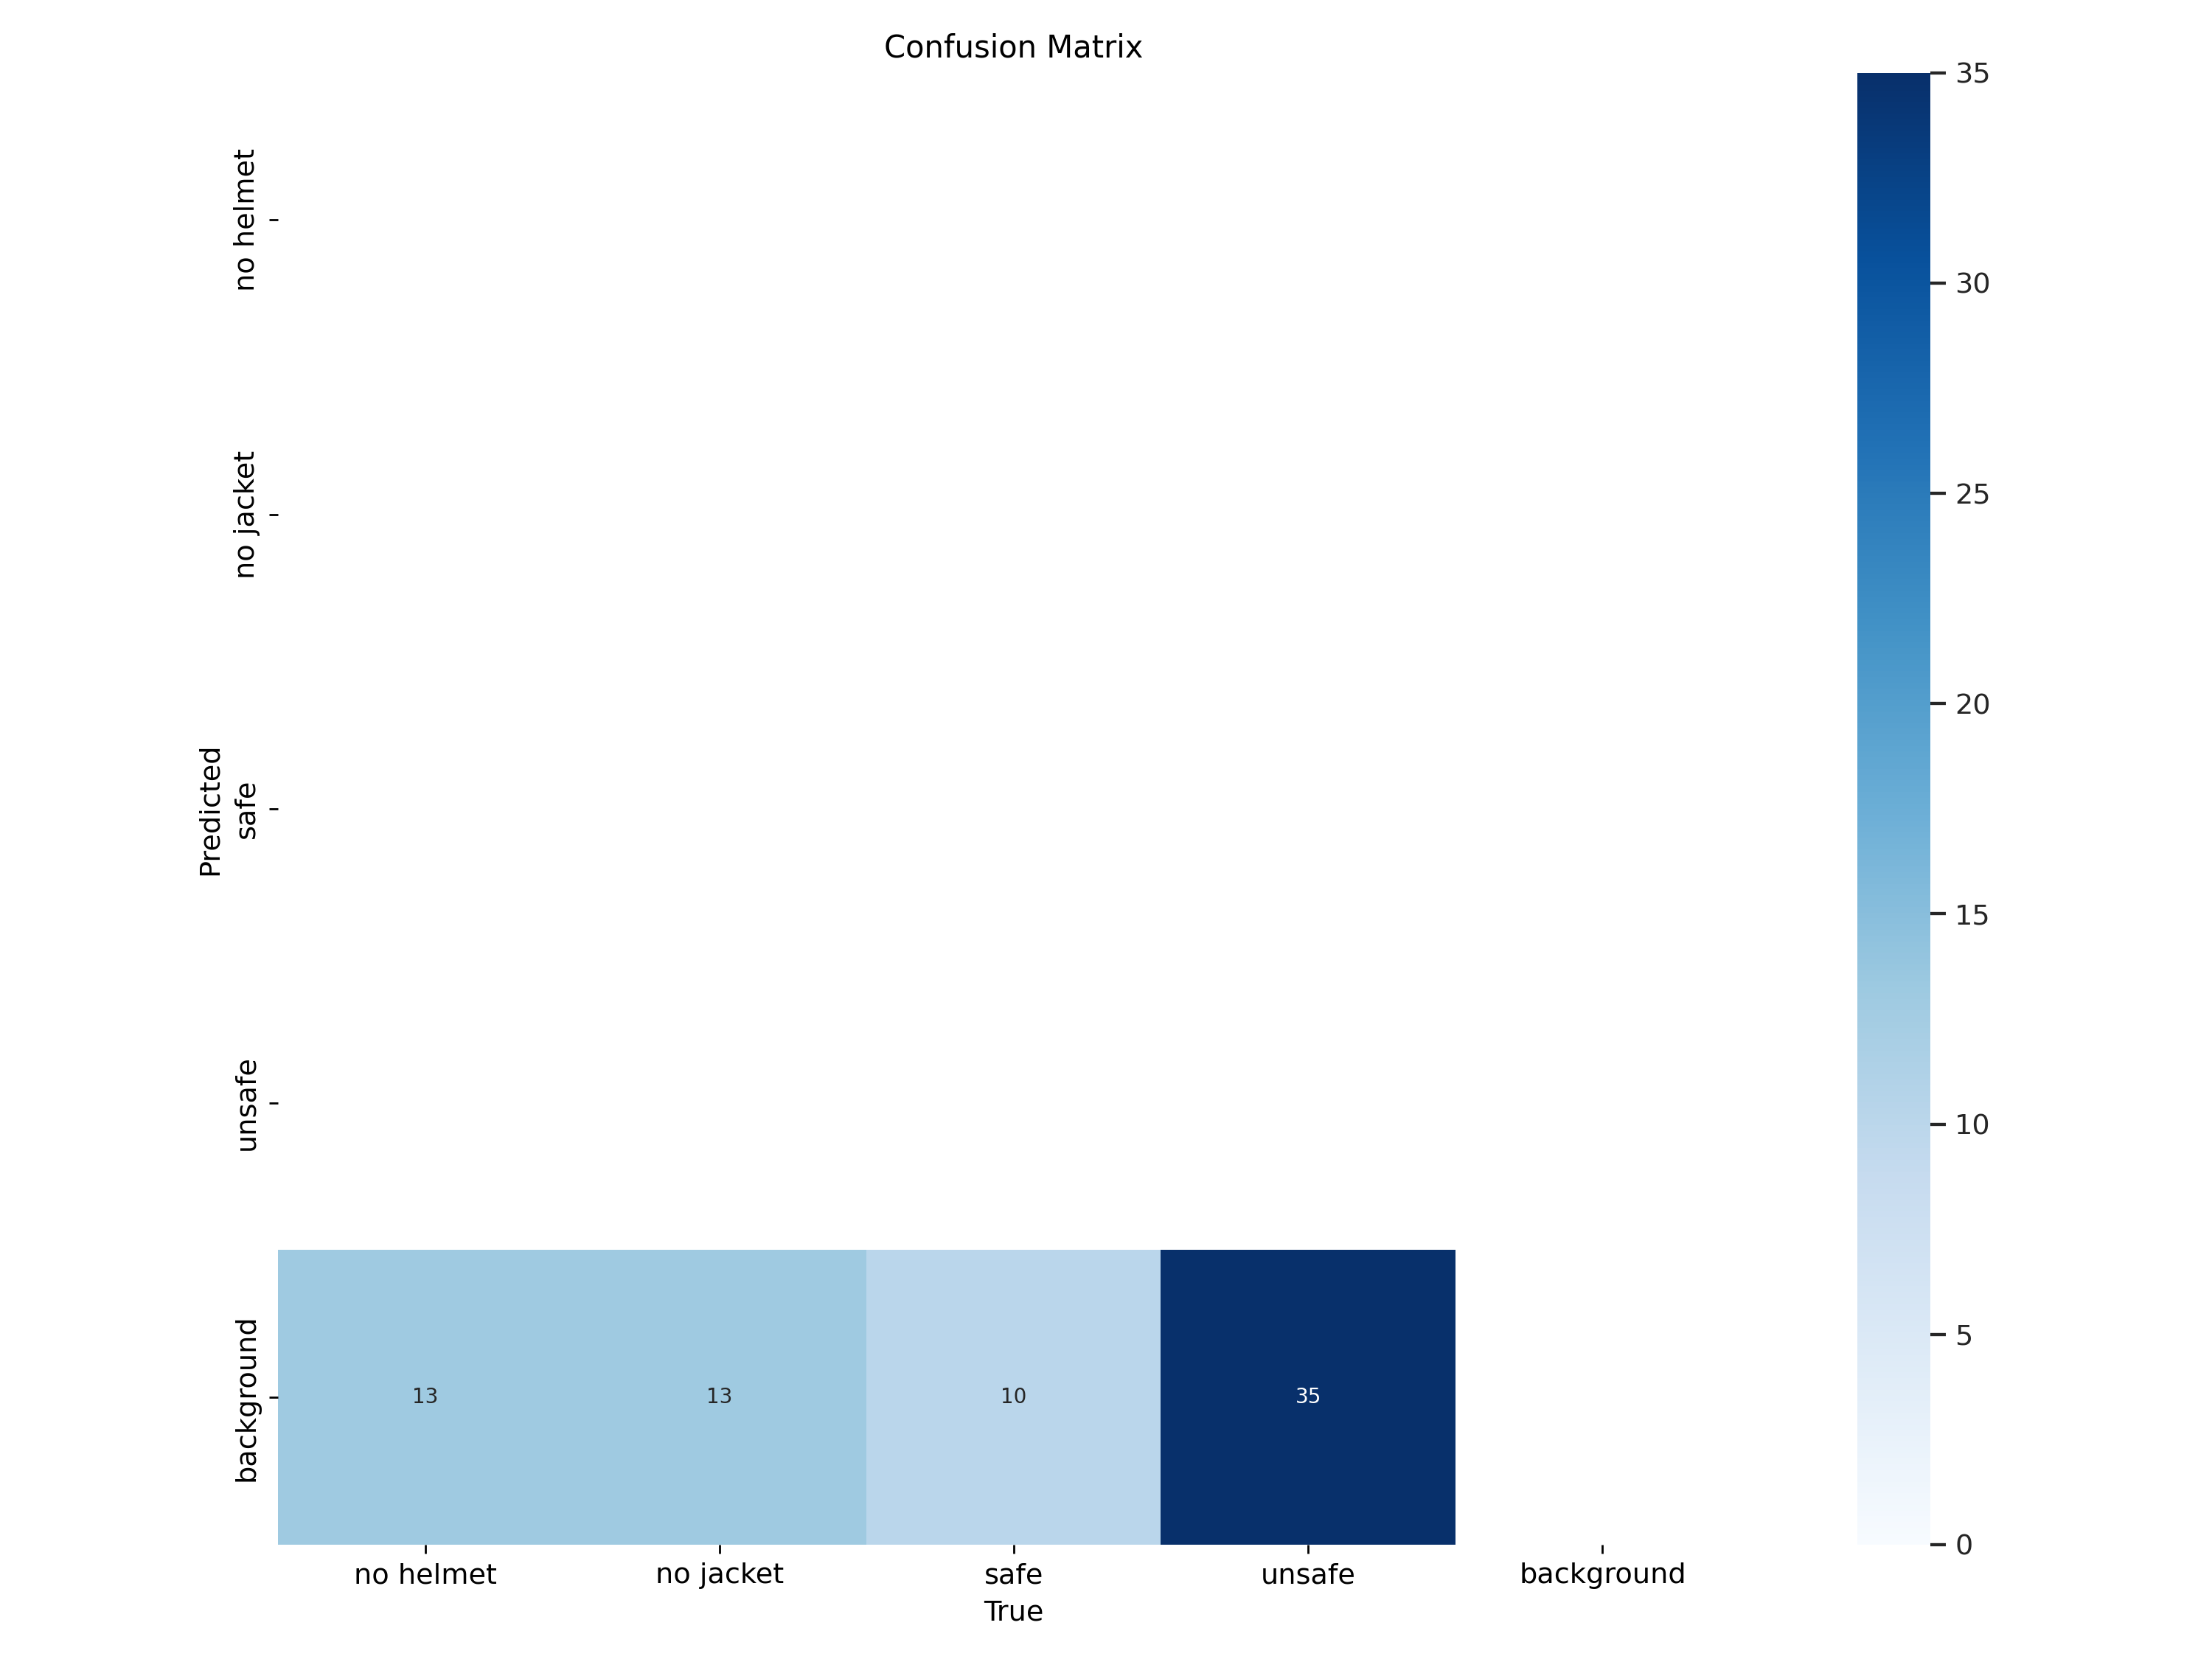 Confusion Matrix
no helmet
no jacket
safe
unsafe
background
Predicted
13 13 10 35
no helmet no jacket safe unsafe background
True
35
30
25
20
15
10
5
0